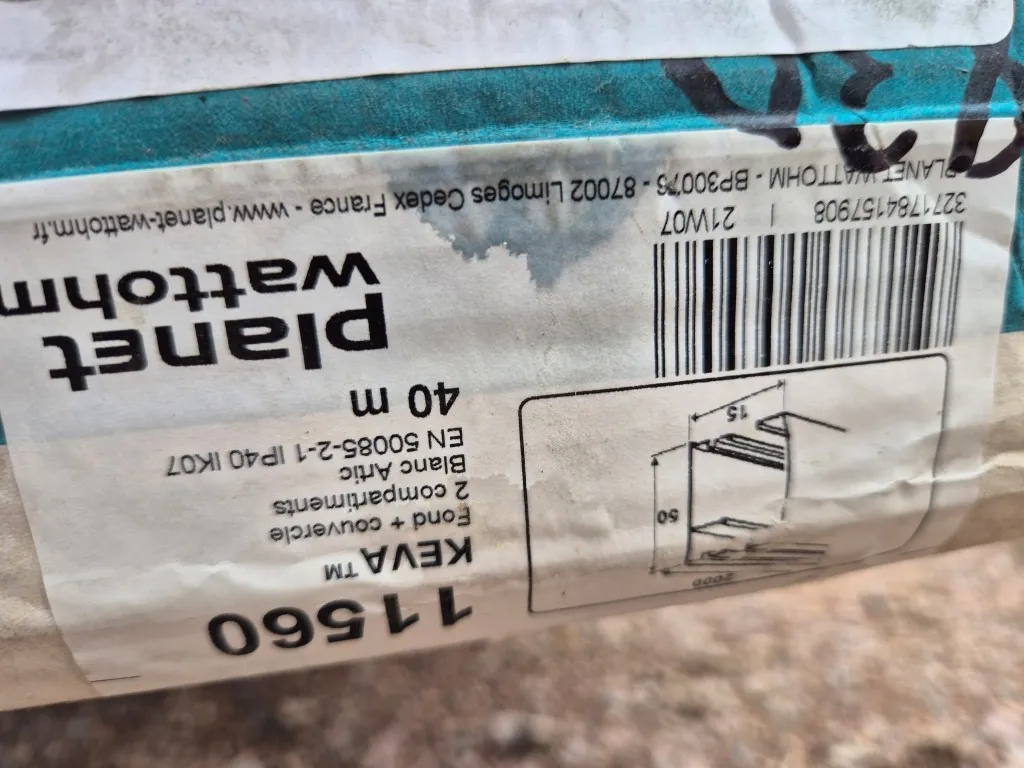 11560
KEVA ™
Fond + couvercle
2 compartiments
Blanc Artic
EN 50085-2-1 IP40 IK07
40 m
planet
wattohm
2000
50
15
3271784157908 | 21W07
PLANET WATTOHM - BP30076 - 87002 Limoges Cedex France - www.planet-wattohm.fr